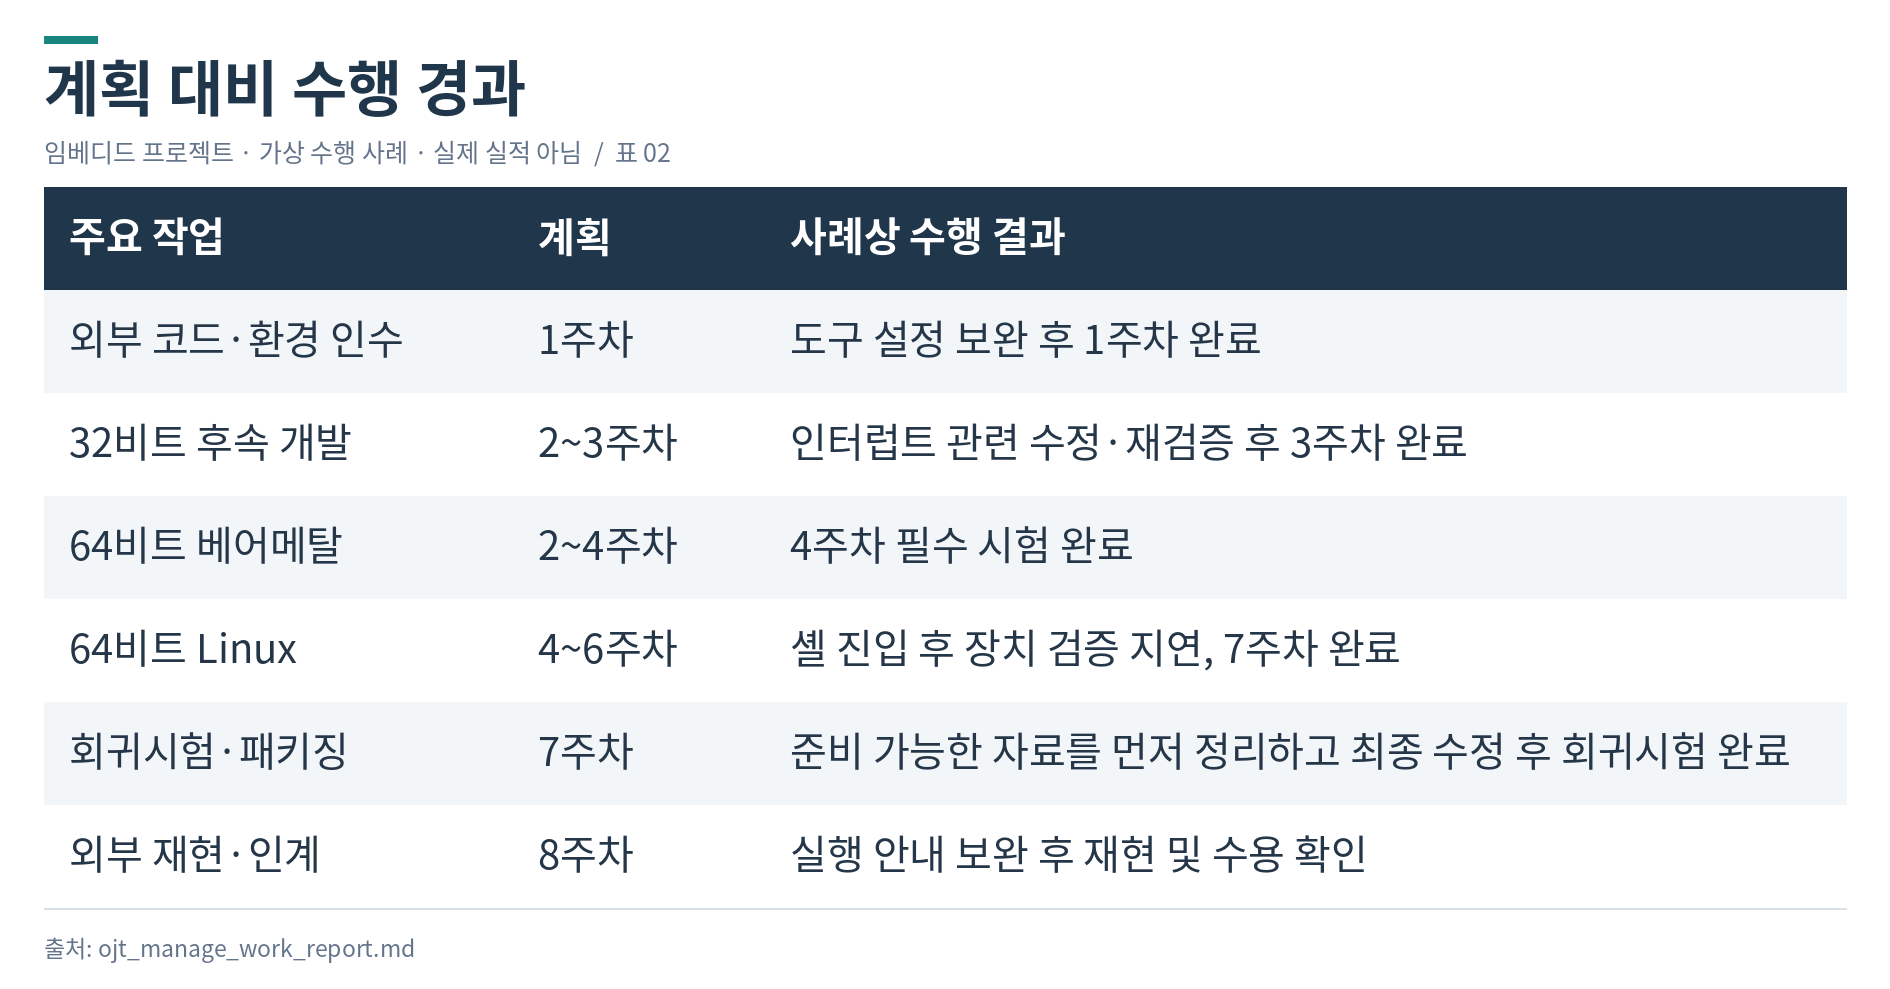 계획 대비 수행 경과
임베디드 프로젝트 · 가상 수행 사례 · 실제 실적 아님 / 표 02
주요 작업 계획 사례상 수행 결과
외부 코드·환경 인수 1주차 도구 설정 보완 후 1주차 완료
32비트 후속 개발 2~3주차 인터럽트 관련 수정·재검증 후 3주차 완료
64비트 베어메탈 2~4주차 4주차 필수 시험 완료
64비트 Linux 4~6주차 셸 진입 후 장치 검증 지연, 7주차 완료
회귀시험·패키징 7주차 준비 가능한 자료를 먼저 정리하고 최종 수정 후 회귀시험 완료
외부 재현·인계 8주차 실행 안내 보완 후 재현 및 수용 확인
출처: ojt_manage_work_report.md